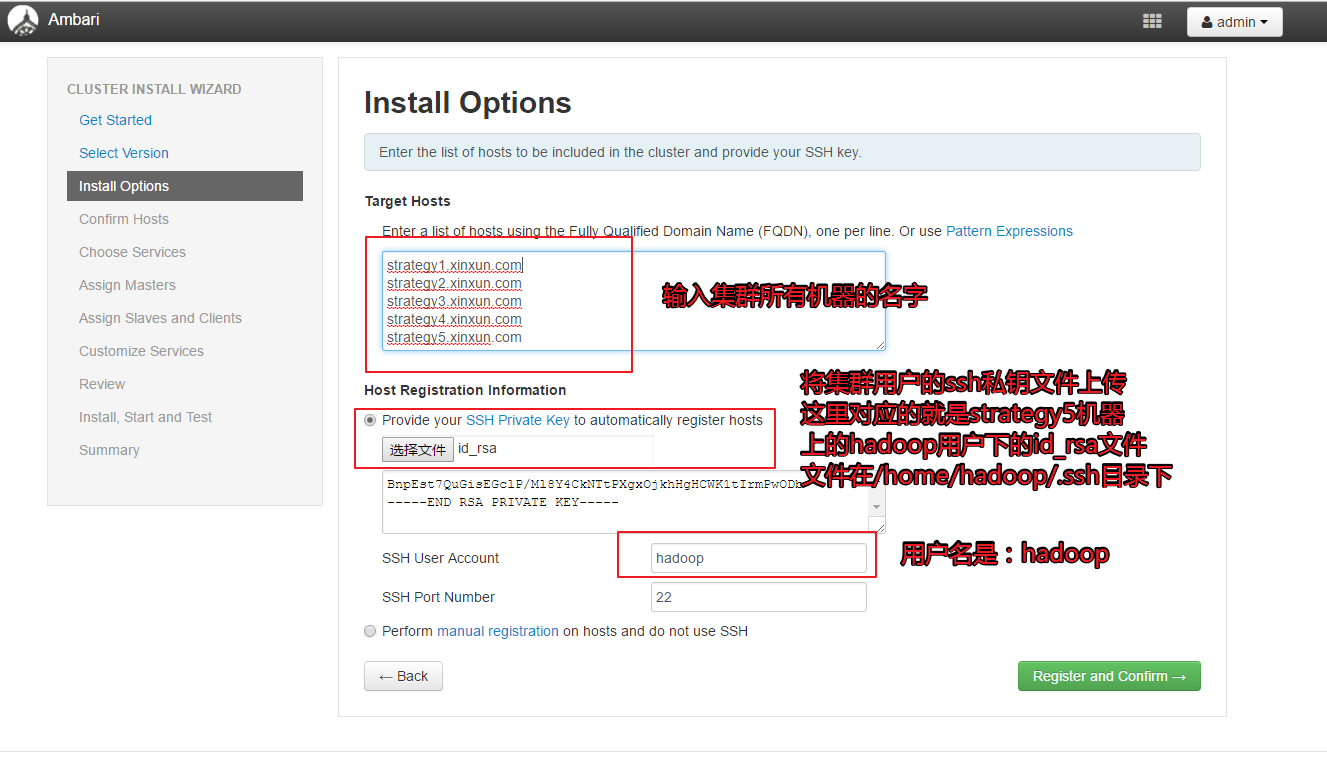 Ambari
admin
CLUSTER INSTALL WIZARD
Get Started
Select Version
Install Options
Confirm Hosts
Choose Services
Assign Masters
Assign Slaves and Clients
Customize Services
Review
Install, Start and Test
Summary
Install Options
Enter the list of hosts to be included in the cluster and provide your SSH key.
Target Hosts
Enter a list of hosts using the Fully Qualified Domain Name (FQDN), one per line. Or use Pattern Expressions
strategy1.xinxun.com
strategy2.xinxun.com
strategy3.xinxun.com
strategy4.xinxun.com
strategy5.xinxun.com
输入集群所有机器的名字
Host Registration Information
Provide your SSH Private Key to automatically register hosts
选择文件 id_rsa
将集群用户的ssh私钥文件上传
这里对应的就是strategy5机器
上的hadoop用户下的id_rsa文件
文件在/home/hadoop/.ssh目录下
-----END RSA PRIVATE KEY-----
SSH User Account hadoop
用户名是：hadoop
SSH Port Number 22
Perform manual registration on hosts and do not use SSH
← Back
Register and Confirm →